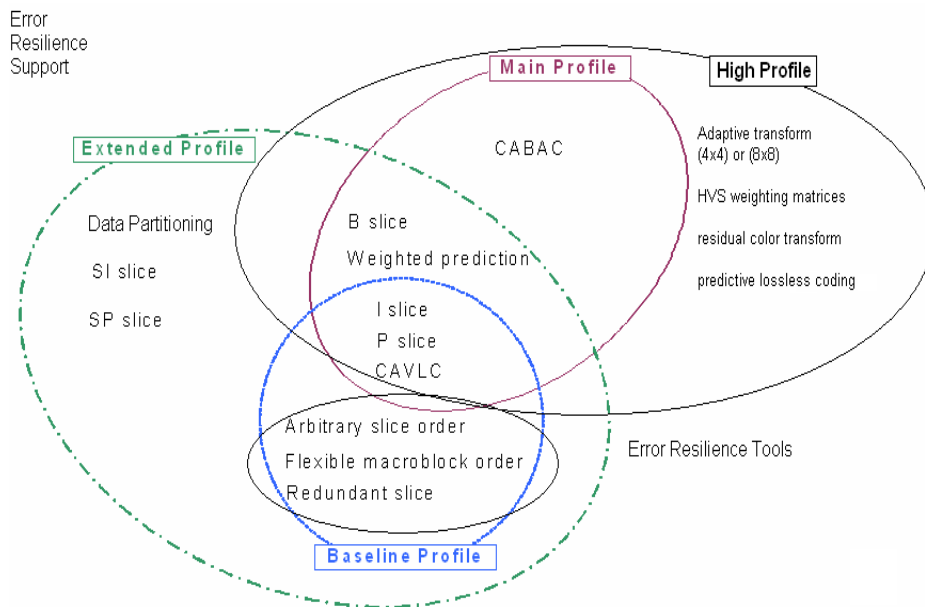 Error
Resilience
Support
Main Profile
High Profile
Extended Profile
CABAC
Adaptive transform
(4x4) or (8x8)
HVS weighting matrices
residual color transform
predictive lossless coding
Data Partitioning
SI slice
SP slice
B slice
Weighted prediction
I slice
P slice
CAVLC
Arbitrary slice order
Flexible macroblock order
Redundant slice
Error Resilience Tools
Baseline Profile